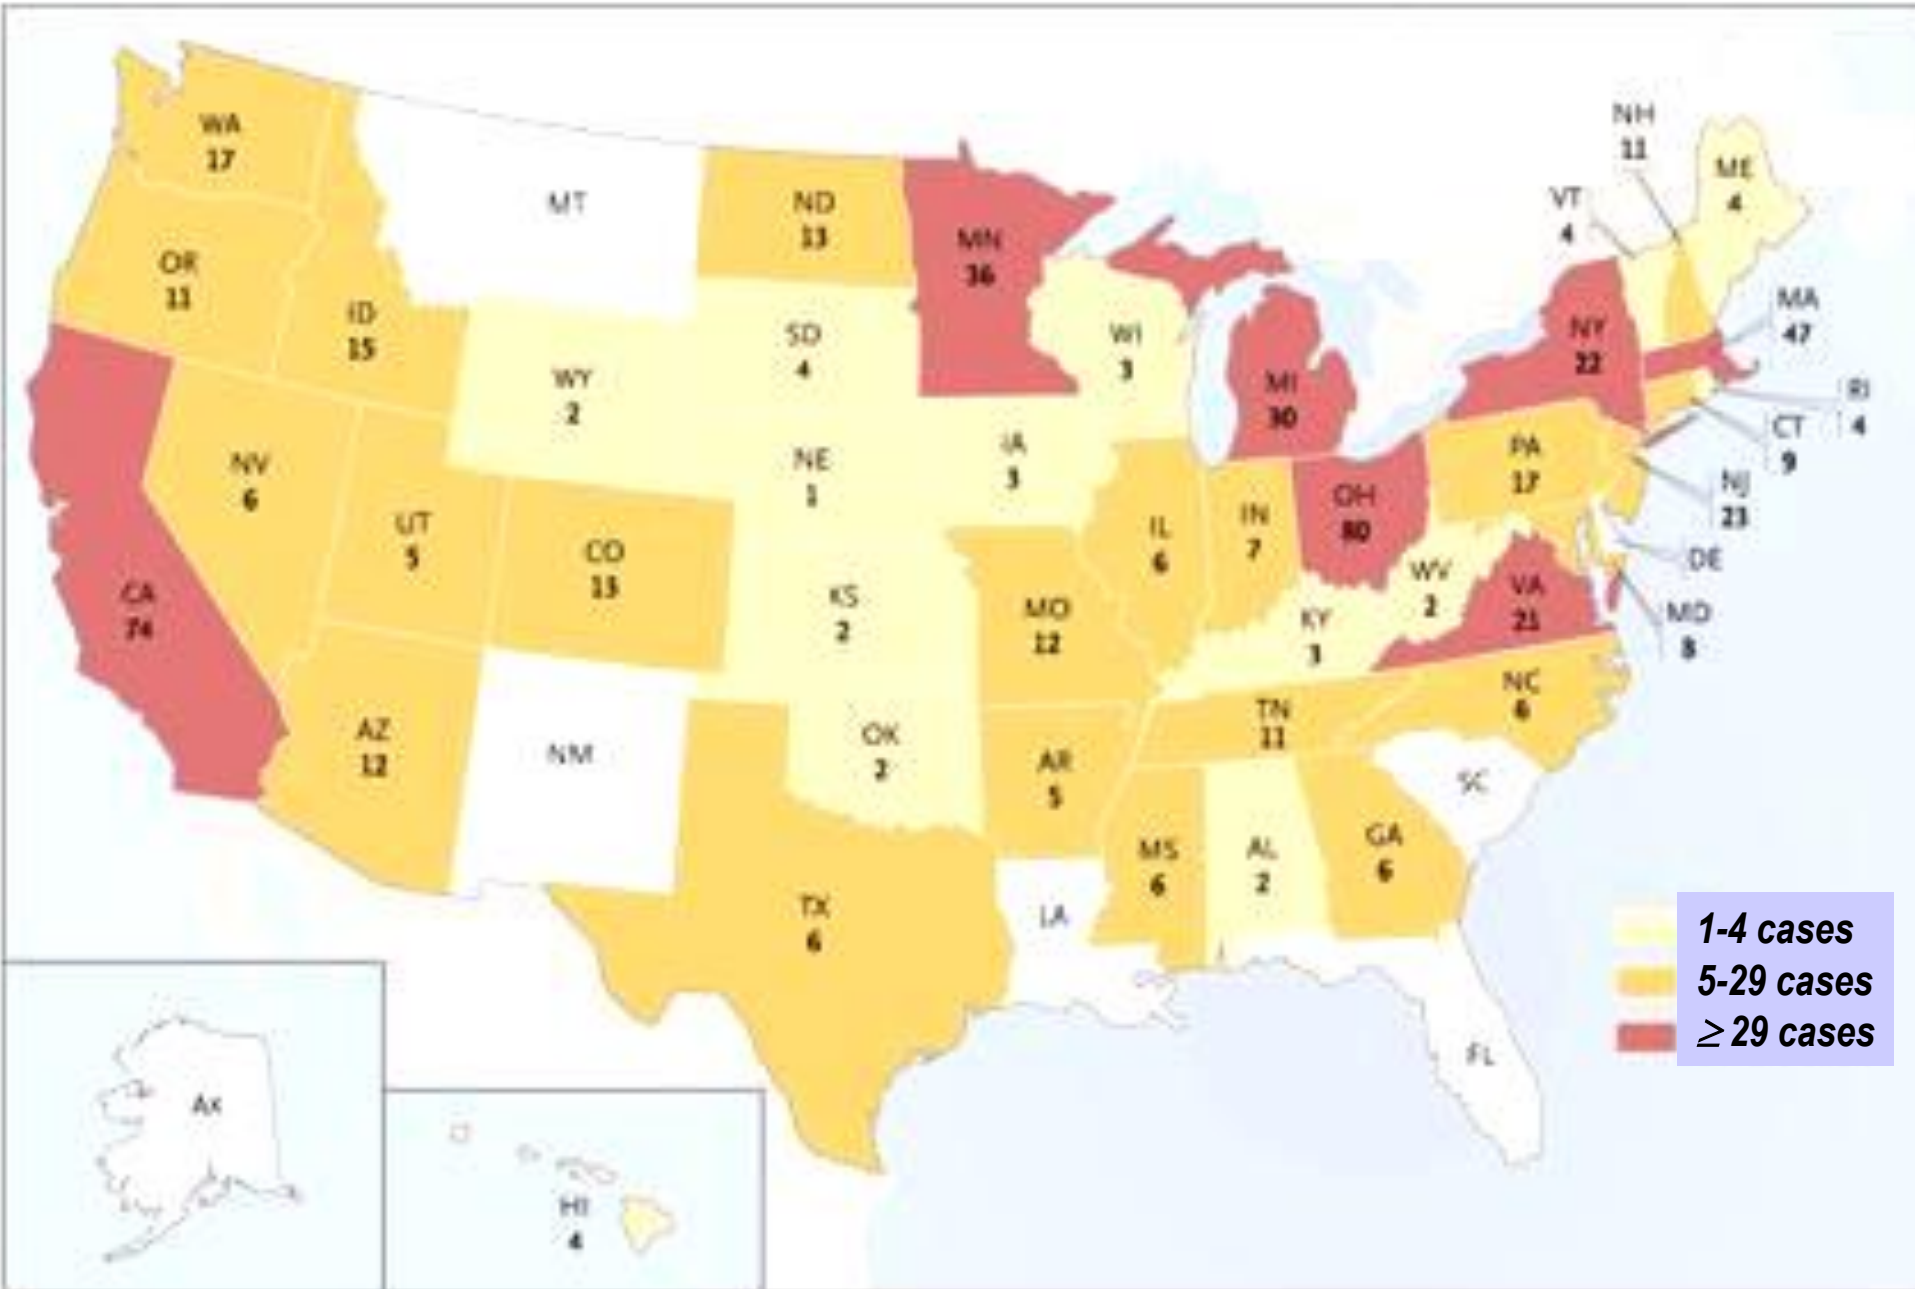 WA
17
MT
ND
13
MN
36
NH
11
ME
4
VT
4
OR
11
ID
15
SD
4
WI
3
MI
30
NY
22
MA
47
RI
4
CT
9
WY
2
NE
1
IA
3
PA
17
NJ
23
NV
6
UT
5
CO
13
IL
6
IN
7
OH
80
DE
CA
74
KS
2
MO
12
KY
3
WV
2
VA
21
MD
8
AZ
12
NM
OK
2
AR
5
TN
11
NC
6
SC
TX
6
LA
MS
6
AL
2
GA
6
FL
AK
HI
4
1-4 cases
5-29 cases
≥ 29 cases